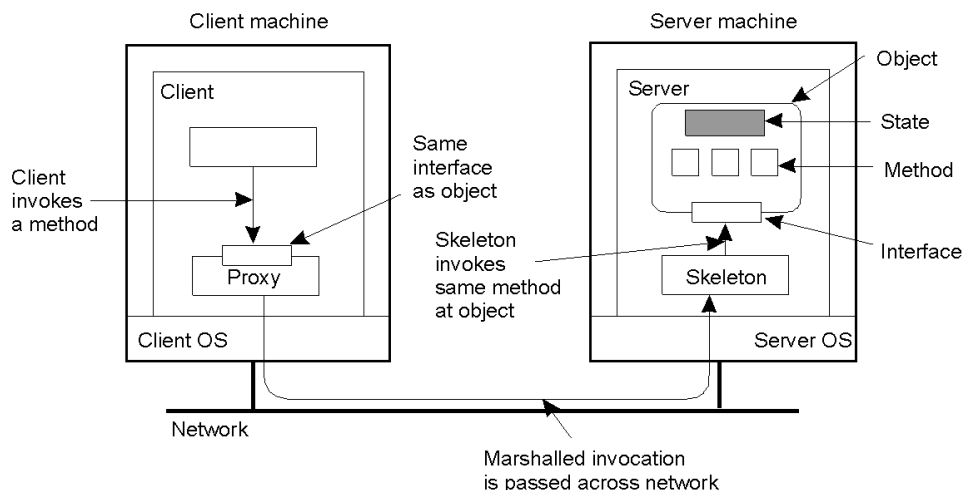 Client machine
Server machine
Object
Client
Server
State
Same
interface
as object
Client
invokes
a method
Method
Skeleton
invokes
same method
at object
Interface
Proxy
Skeleton
Client OS
Server OS
Network
Marshalled invocation
is passed across network